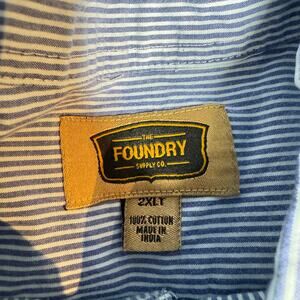 THE
FOUNDRY
SUPPLY CO.
2XLT
100% COTTON
MADE IN
INDIA